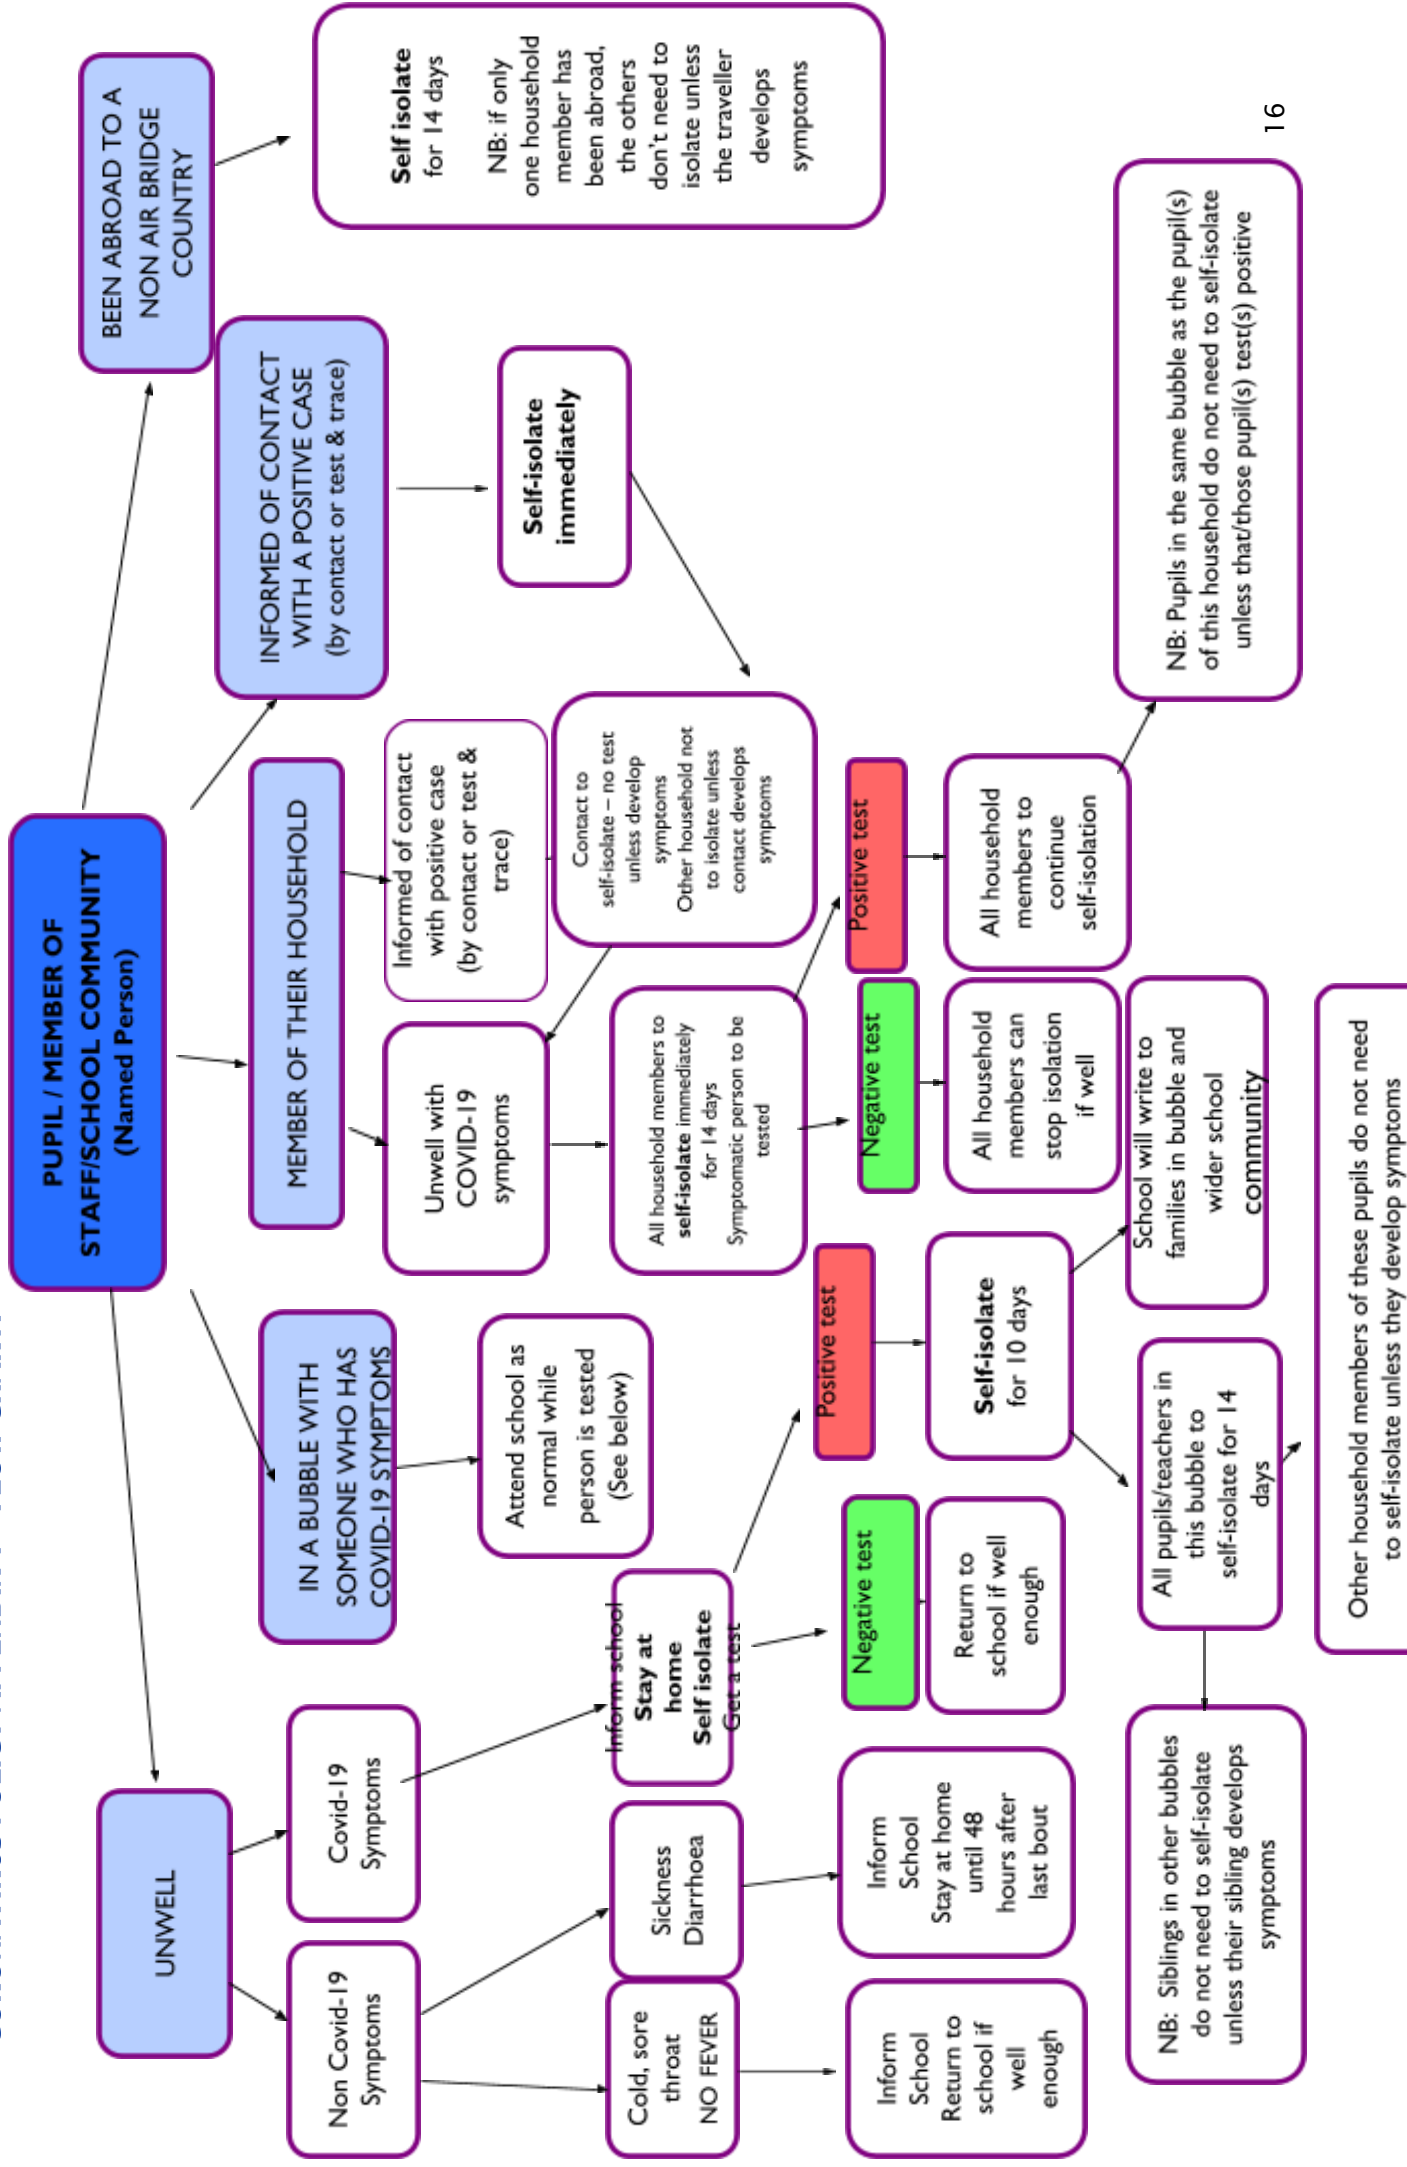 PUPIL / MEMBER OF
STAFF/SCHOOL COMMUNITY
(Named Person)
UNWELL
IN A BUBBLE WITH
SOMEONE WHO HAS
COVID-19 SYMPTOMS
MEMBER OF THEIR HOUSEHOLD
INFORMED OF CONTACT
WITH A POSITIVE CASE
(by contact or test & trace)
BEEN ABROAD TO A
NON AIR BRIDGE
COUNTRY
Non Covid-19
Symptoms
Covid-19
Symptoms
Attend school as
normal while
person is tested
(See below)
Unwell with
COVID-19
symptoms
Informed of contact
with positive case
(by contact or test &
trace)
Self-isolate
immediately
Self isolate
for 14 days
NB: if only
one household
member has
been abroad,
the others
don't need to
isolate unless
the traveller
develops
symptoms
Cold, sore
throat
NO FEVER
Sickness
Diarrhoea
Inform school
Stay at
home
Self isolate
Get a test
All household members to
self-isolate immediately
for 14 days
Symptomatic person to be
tested
Contact to
self-isolate – no test
unless develop
symptoms
Other household not
to isolate unless
contact develops
symptoms
Inform
School
Return to
school if
well
enough
Inform
School
Stay at home
until 48
hours after
last bout
Negative test
Positive test
Negative test
Positive test
Return to
school if well
enough
Self-isolate
for 10 days
All household
members can
stop isolation
if well
All household
members to
continue
self-isolation
NB: Siblings in other bubbles
do not need to self-isolate
unless their sibling develops
symptoms
All pupils/teachers in
this bubble to
self-isolate for 14
days
School will write to
families in bubble and
wider school
community
NB: Pupils in the same bubble as the pupil(s)
of this household do not need to self-isolate
unless that/those pupil(s) test(s) positive
Other household members of these pupils do not need
to self-isolate unless they develop symptoms
16